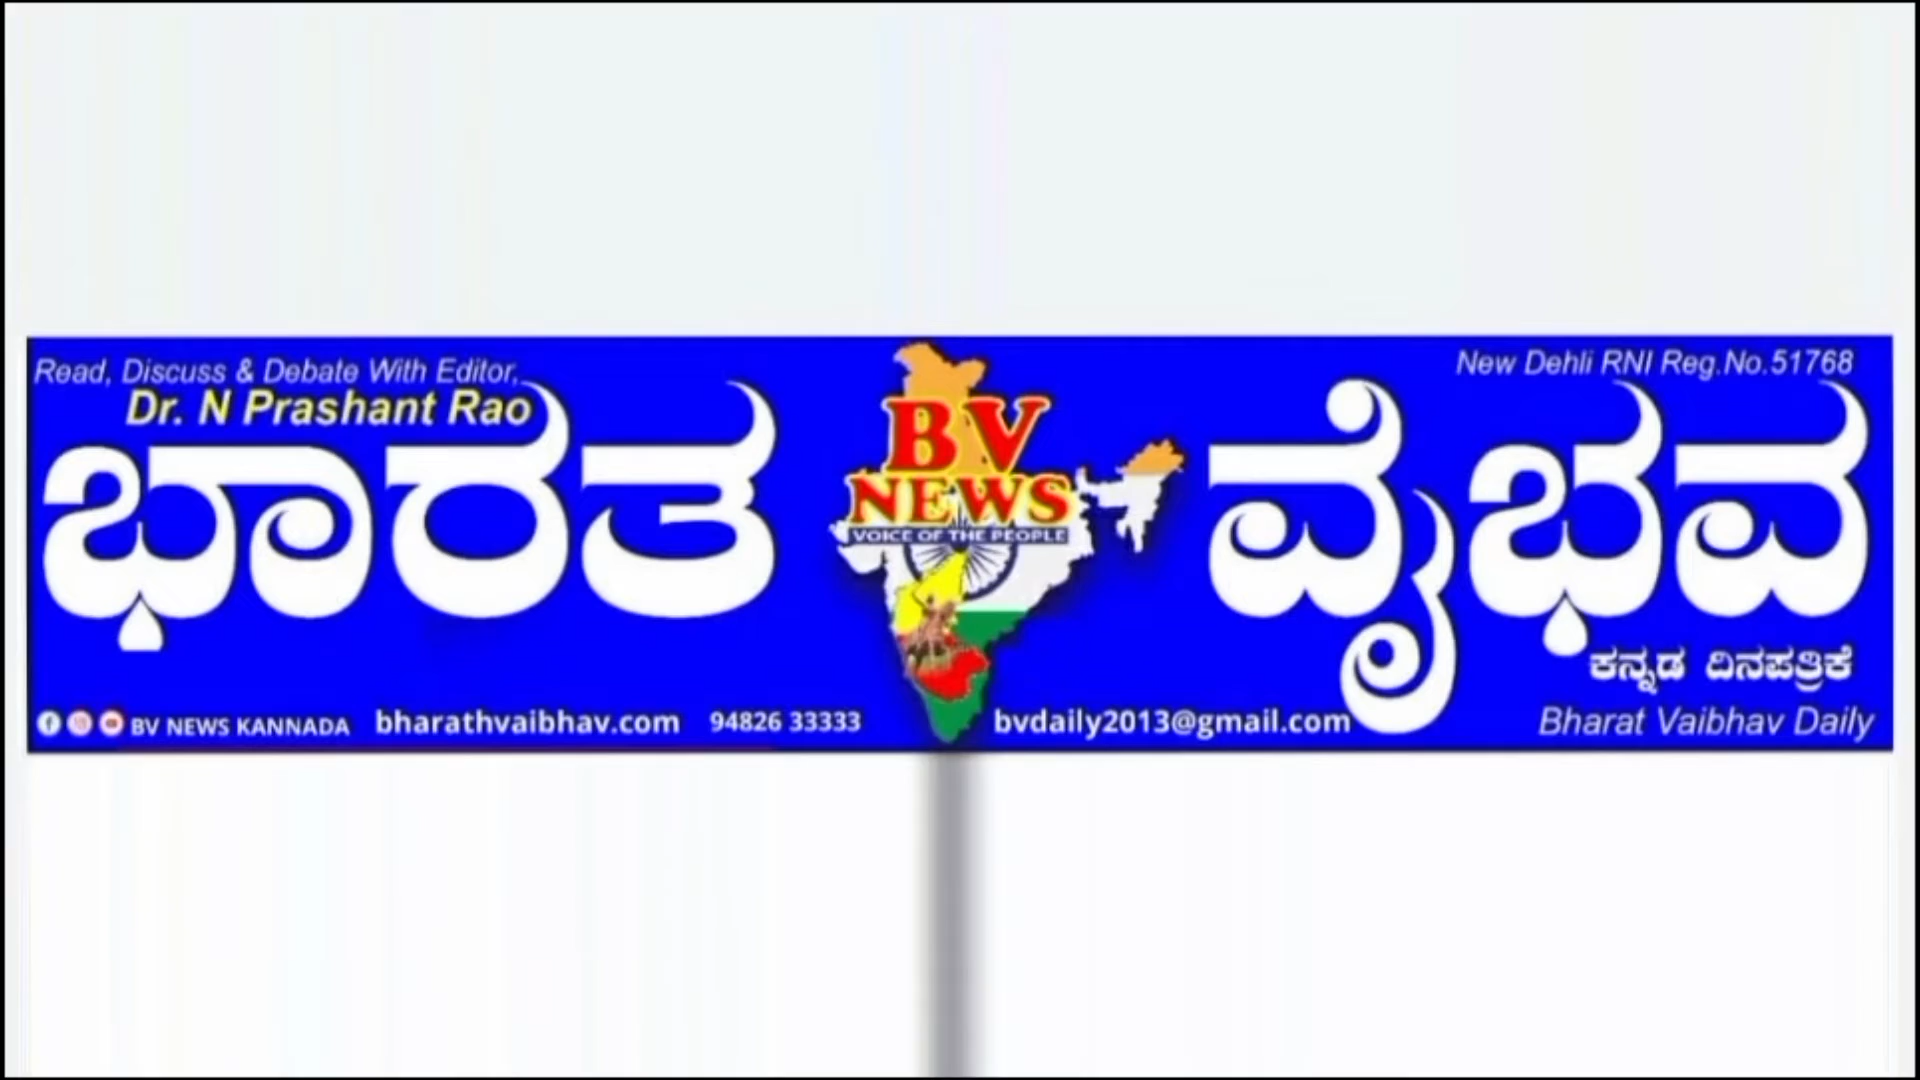 Read, Discuss & Debate With Editor,
Dr. N Prashant Rao
New Dehli RNI Reg.No.51768
ಭಾರತ
BV
NEWS
VOICE OF THE PEOPLE
ವೈಭವ
ಕನ್ನಡ ದಿನಪತ್ರಿಕೆ
BV NEWS KANNADA bharathvaibhav.com 94826 33333 bvdaily2013@gmail.com Bharat Vaibhav Daily